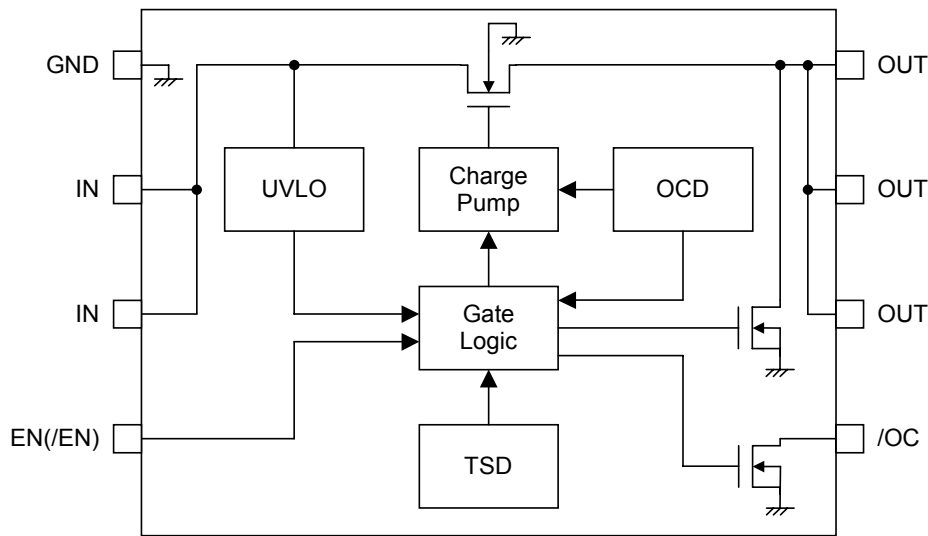 GND
OUT
IN
UVLO
Charge
Pump
OCD
OUT
IN
Gate
Logic
OUT
EN(/EN)
TSD
/OC